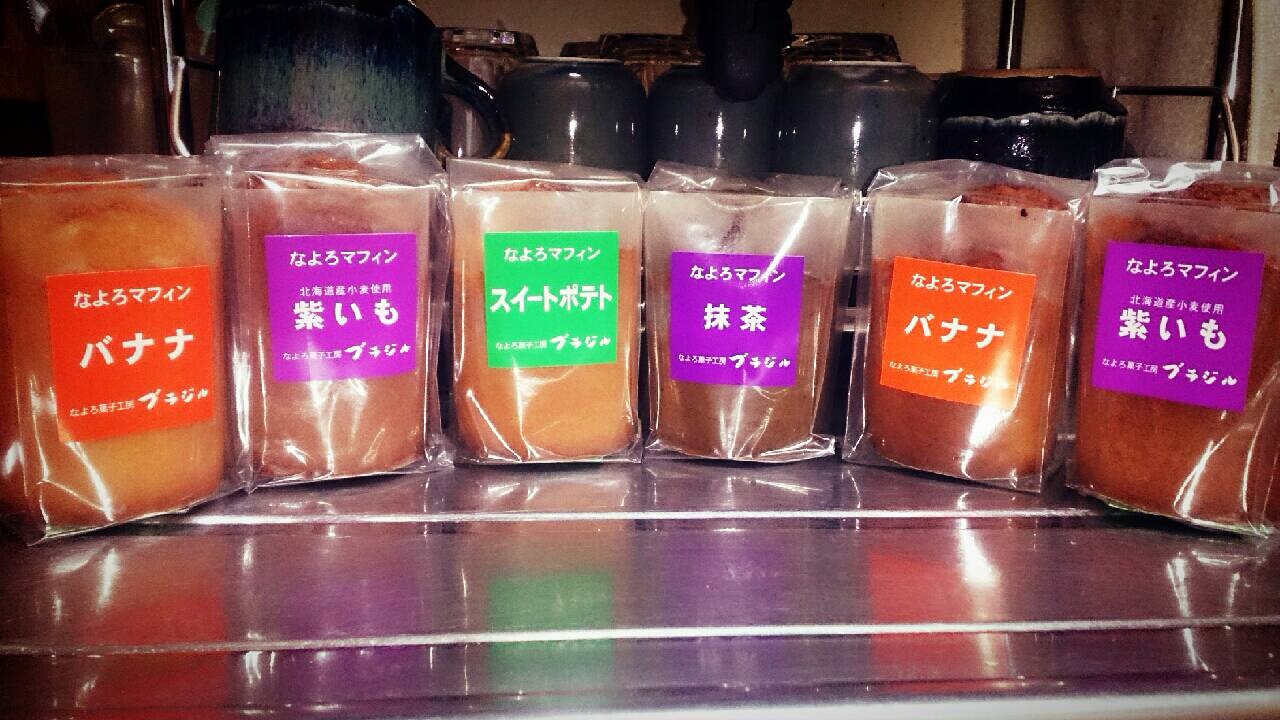 なよろマフィン
バナナ
なよろ菓子工房 ブラジル
なよろマフィン
北海道産小麦使用
紫いも
なよろ菓子工房 ブラジル
なよろマフィン
スイートポテト
なよろ菓子工房 ブラジル
なよろマフィン
抹茶
なよろ菓子工房 ブラジル
なよろマフィン
バナナ
なよろ菓子工房 ブラジル
なよろマフィン
北海道産小麦使用
紫いも
なよろ菓子工房 ブラジル